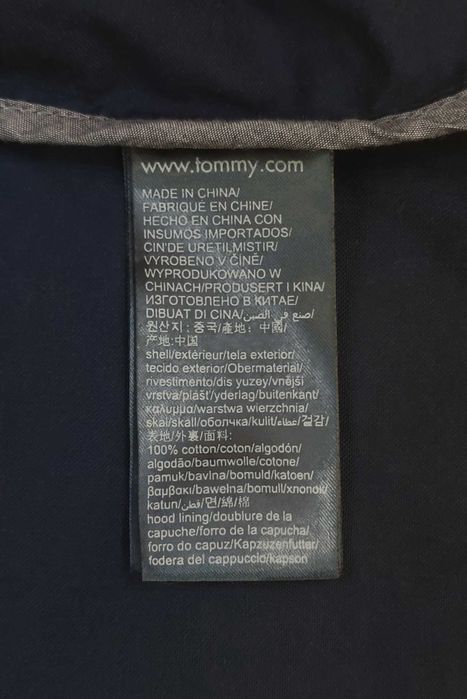 www.tommy.com
MADE IN CHINA/
FABRIQUE EN CHINE/
HECHO EN CHINA CON
INSUMOS IMPORTADOS/
CIN'DE URETILMISTIR/
VYROBENO V ČÍNĚ/
WYPRODUKOWANO W
CHINACH/PRODUSERT I KINA/
ИЗГОТОВЛЕНО В КИТАЕ/
DIBUAT DI CINA/صنع في الصين/
원산지 : 중국/產地：中國/
产地:中国
shell/extérieur/tela exterior/
tecido exterior/Obermaterial/
rivestimento/dis yuzey/vnější
vrstva/plášť/yderlag/buitenkant/
καλυμμα/warstwa wierzchnia/
skal/skall/оболчка/kulit/غطاء/겉감/
表地/外裏/面料:
100% cotton/coton/algodón/
algodão/baumwolle/cotone/
pamuk/bavlna/bomuld/katoen/
βαμβακι/bawełna/bomull/хлопок/
katun/قطن/면/綿/棉
hood lining/doublure de la
capuche/forro de la capucha/
forro do capuz/Kapzuzenfutter/
fodera del cappuccio/kapson